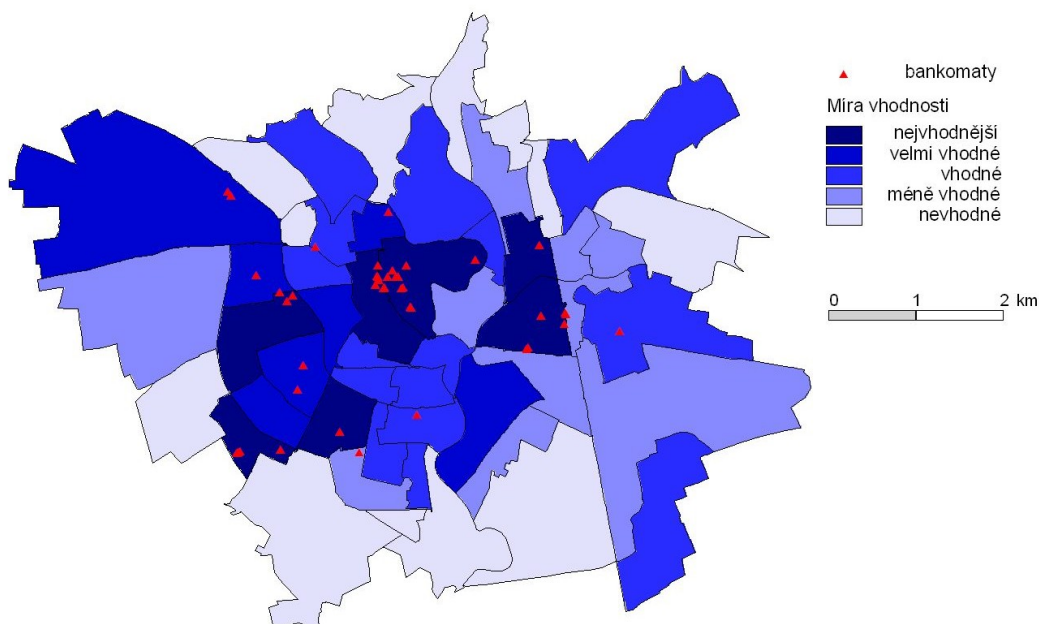 bankomaty
Míra vhodnosti
nejvhodnější
velmi vhodné
vhodné
méně vhodné
nevhodné
0 1 2 km